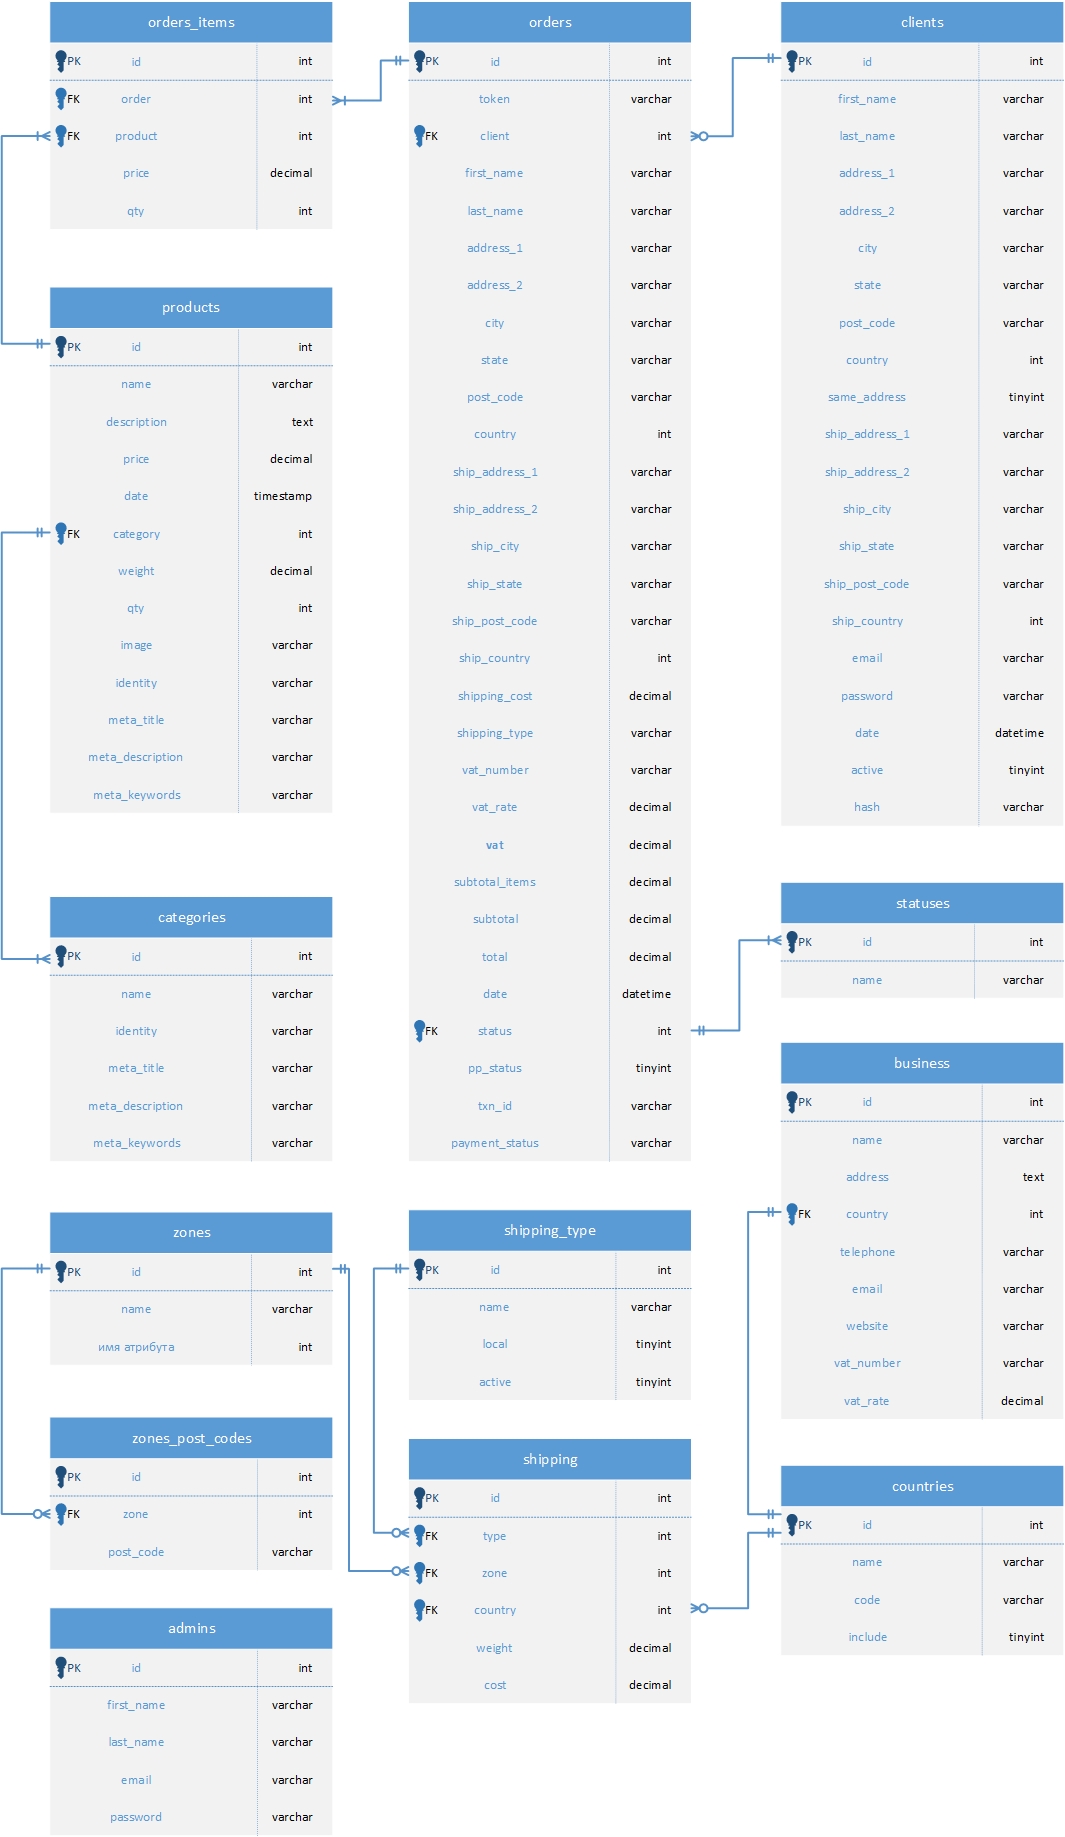 orders_items
PK id int
FK order int
FK product int
price decimal
qty int
products
PK id int
name varchar
description text
price decimal
date timestamp
FK category int
weight decimal
qty int
image varchar
identity varchar
meta_title varchar
meta_description varchar
meta_keywords varchar
categories
PK id int
name varchar
identity varchar
meta_title varchar
meta_description varchar
meta_keywords varchar
zones
PK id int
name varchar
имя атрибута int
zones_post_codes
PK id int
FK zone int
post_code varchar
admins
PK id int
first_name varchar
last_name varchar
email varchar
password varchar
orders
PK id int
token varchar
FK client int
first_name varchar
last_name varchar
address_1 varchar
address_2 varchar
city varchar
state varchar
post_code varchar
country int
ship_address_1 varchar
ship_address_2 varchar
ship_city varchar
ship_state varchar
ship_post_code varchar
ship_country int
shipping_cost decimal
shipping_type varchar
vat_number varchar
vat_rate decimal
vat decimal
subtotal_items decimal
subtotal decimal
total decimal
date datetime
FK status int
pp_status tinyint
txn_id varchar
payment_status varchar
shipping_type
PK id int
name varchar
local tinyint
active tinyint
shipping
PK id int
FK type int
FK zone int
FK country int
weight decimal
cost decimal
clients
PK id int
first_name varchar
last_name varchar
address_1 varchar
address_2 varchar
city varchar
state varchar
post_code varchar
country int
same_address tinyint
ship_address_1 varchar
ship_address_2 varchar
ship_city varchar
ship_state varchar
ship_post_code varchar
ship_country int
email varchar
password varchar
date datetime
active tinyint
hash varchar
statuses
PK id int
name varchar
business
PK id int
name varchar
address text
FK country int
telephone varchar
email varchar
website varchar
vat_number varchar
vat_rate decimal
countries
PK id int
name varchar
code varchar
include tinyint